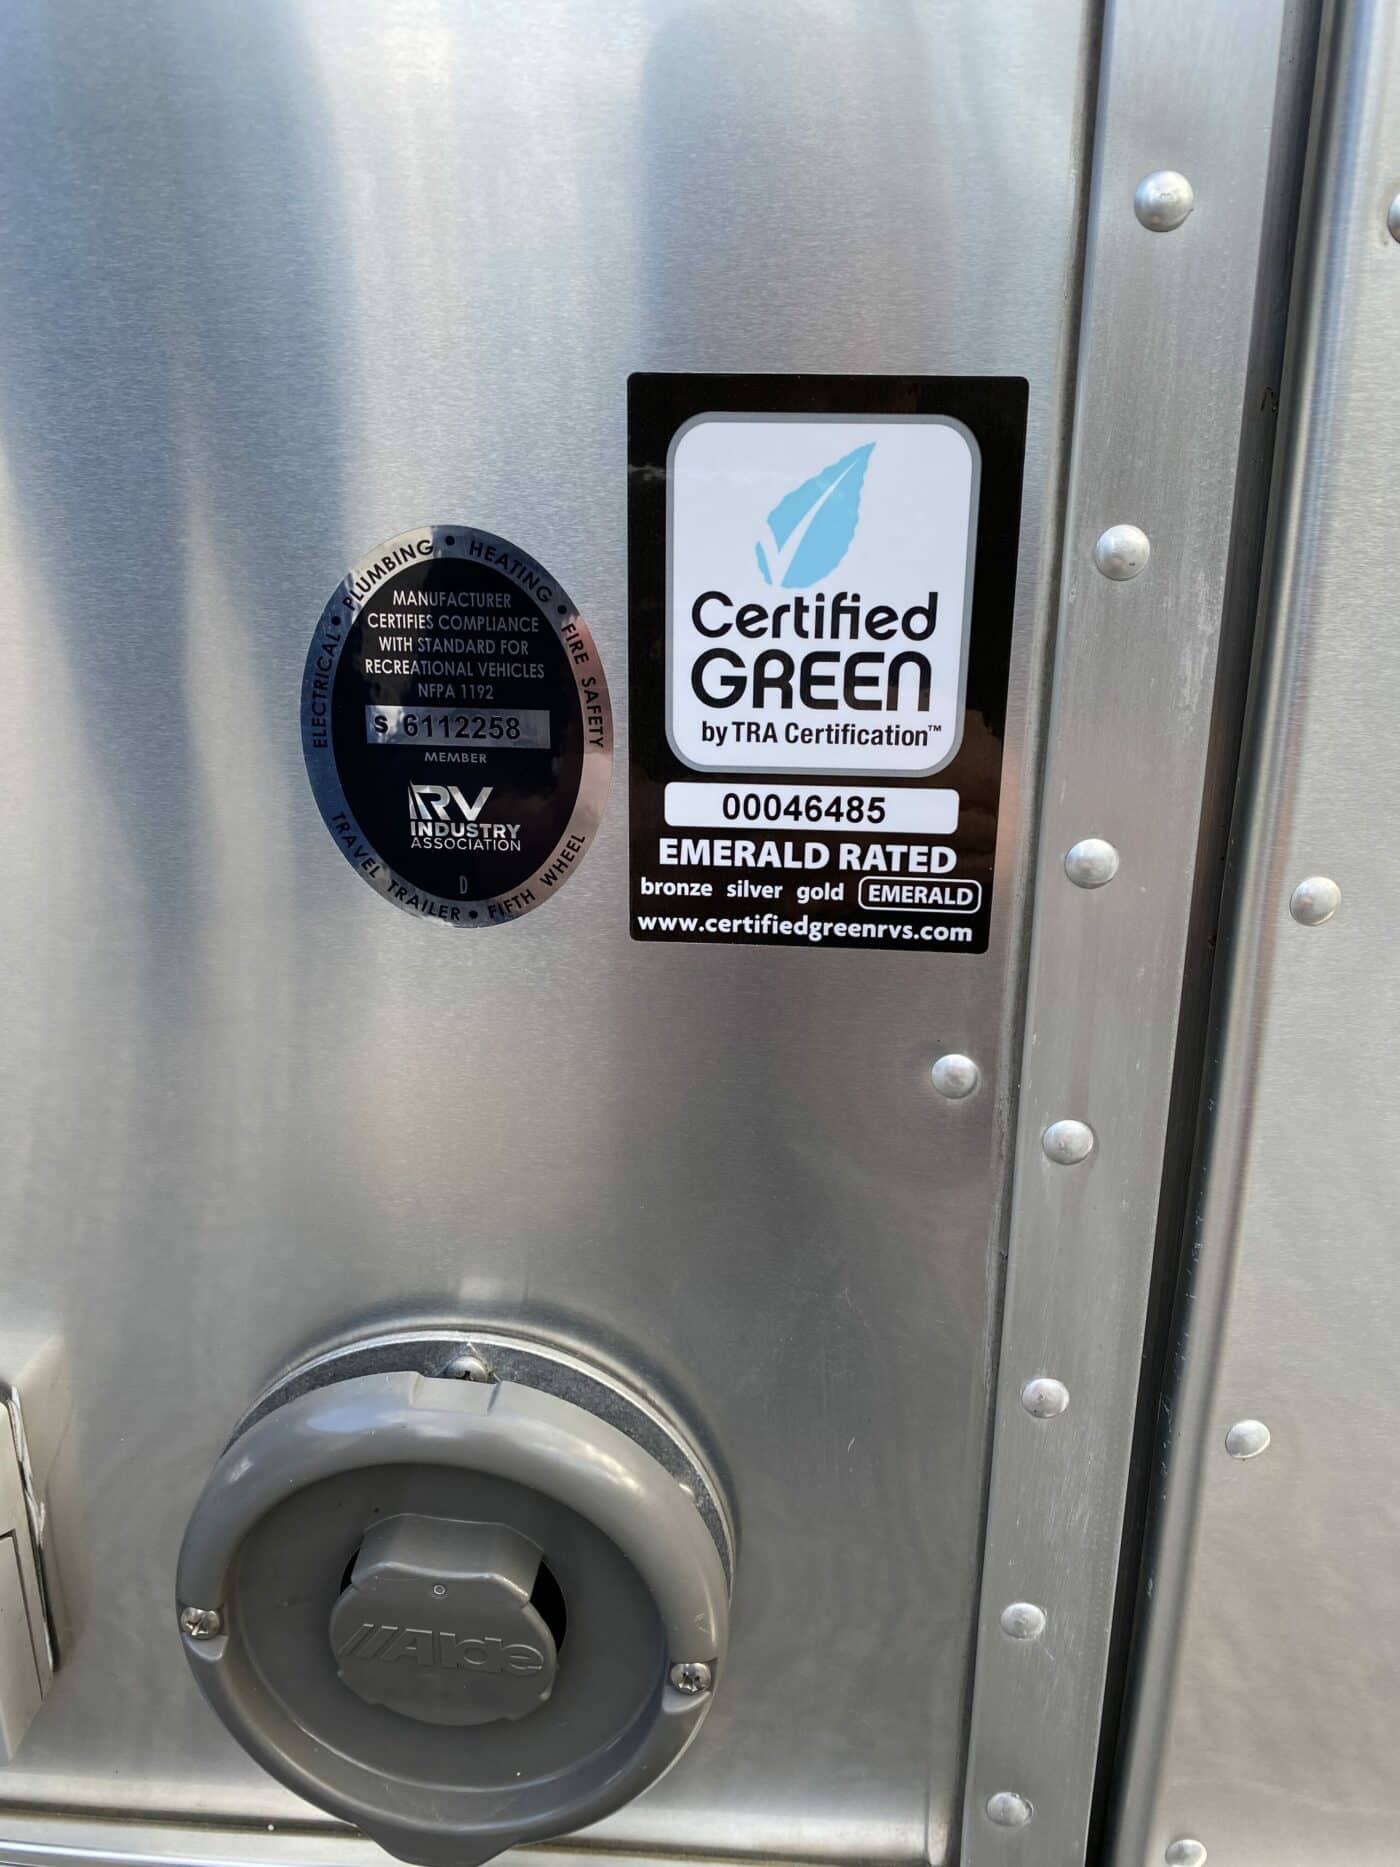 ELECTRICAL • PLUMBING • HEATING • FIRE SAFETY
MANUFACTURER
CERTIFIES COMPLIANCE
WITH STANDARD FOR
RECREATIONAL VEHICLES
NFPA 1192
S 6112258
MEMBER
RV
INDUSTRY
ASSOCIATION
D
TRAVEL TRAILER • FIFTH WHEEL
Certified
GREEN
by TRA Certification™
00046485
EMERALD RATED
bronze silver gold EMERALD
www.certifiedgreenrvs.com
Alde